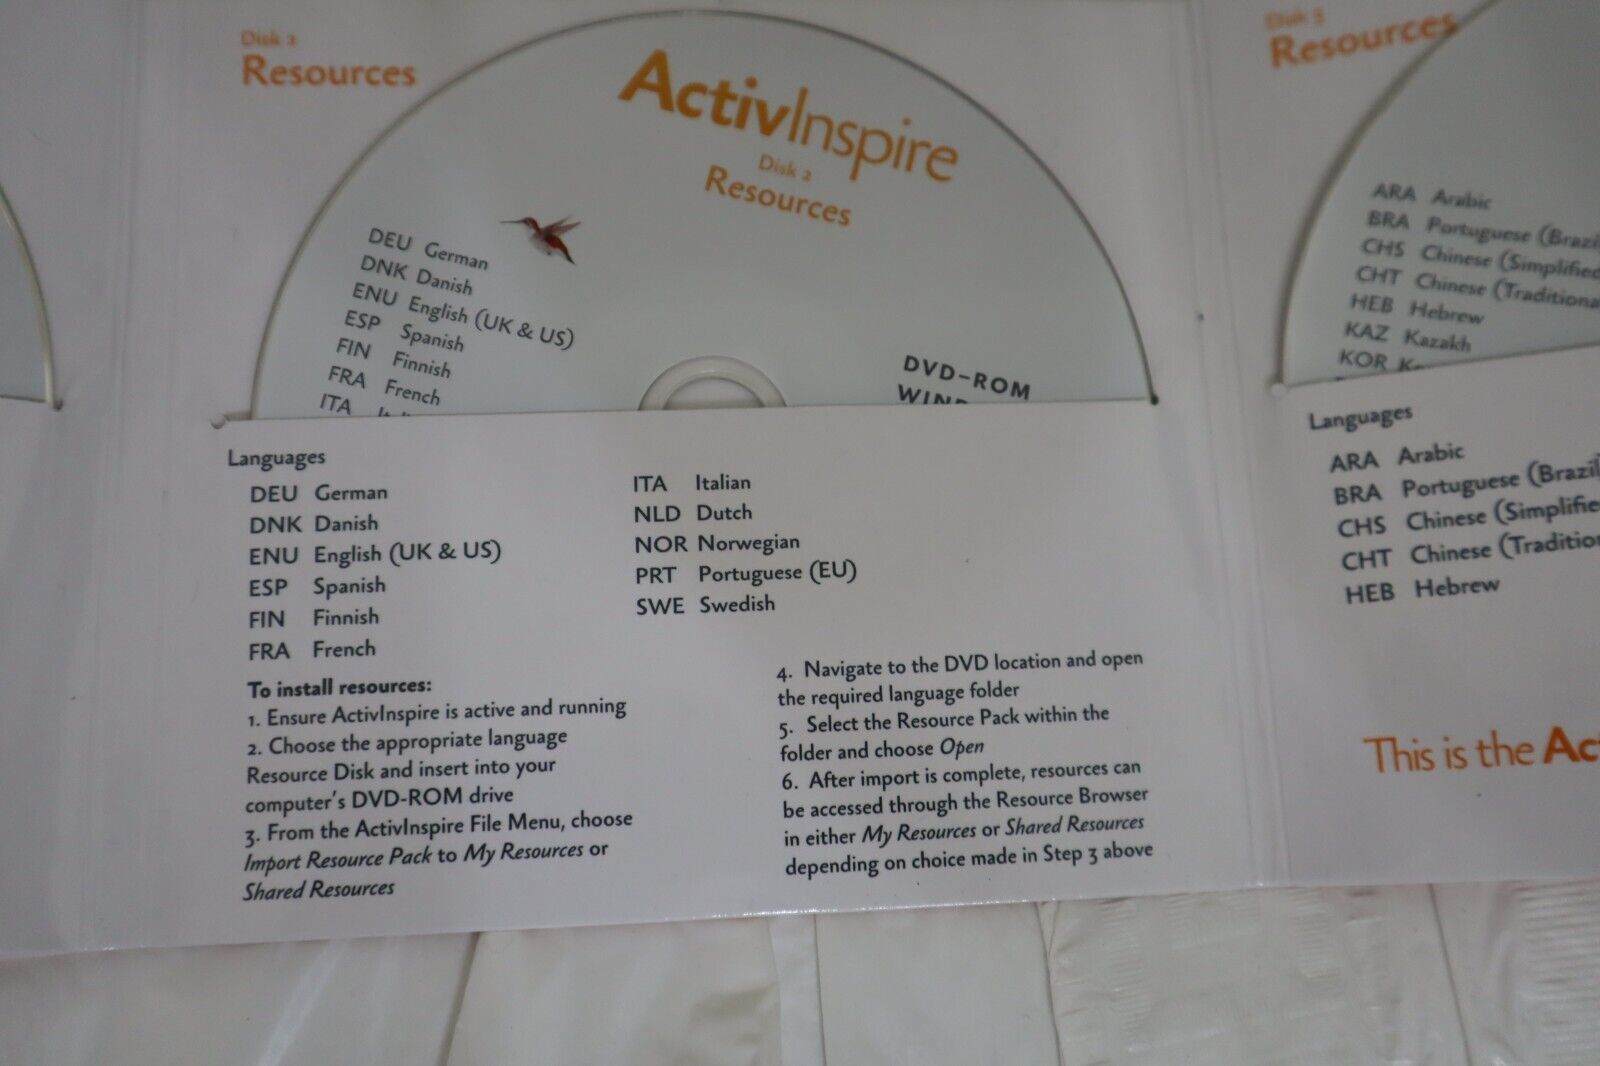 Disk 2
Resources
ActivInspire
Disk 2
Resources
DEU German
DNK Danish
ENU English (UK & US)
ESP Spanish
FIN Finnish
FRA French
ITA
DVD-ROM
Languages
DEU German
DNK Danish
ENU English (UK & US)
ESP Spanish
FIN Finnish
FRA French
ITA Italian
NLD Dutch
NOR Norwegian
PRT Portuguese (EU)
SWE Swedish
To install resources:
1. Ensure ActivInspire is active and running
2. Choose the appropriate language
Resource Disk and insert into your
computer's DVD-ROM drive
3. From the ActivInspire File Menu, choose
Import Resource Pack to My Resources or
Shared Resources
4. Navigate to the DVD location and open
the required language folder
5. Select the Resource Pack within the
folder and choose Open
6. After import is complete, resources can
be accessed through the Resource Browser
in either My Resources or Shared Resources
depending on choice made in Step 3 above
Disk 3
Resources
ARA Arabic
BRA Portuguese (Brazil
CHS Chinese (Simplified
CHT Chinese (Traditiona
HEB Hebrew
KAZ Kazakh
KOR
Languages
ARA Arabic
BRA Portuguese (Brazil
CHS Chinese (Simplifie
CHT Chinese (Traditio
HEB Hebrew
This is the Ac